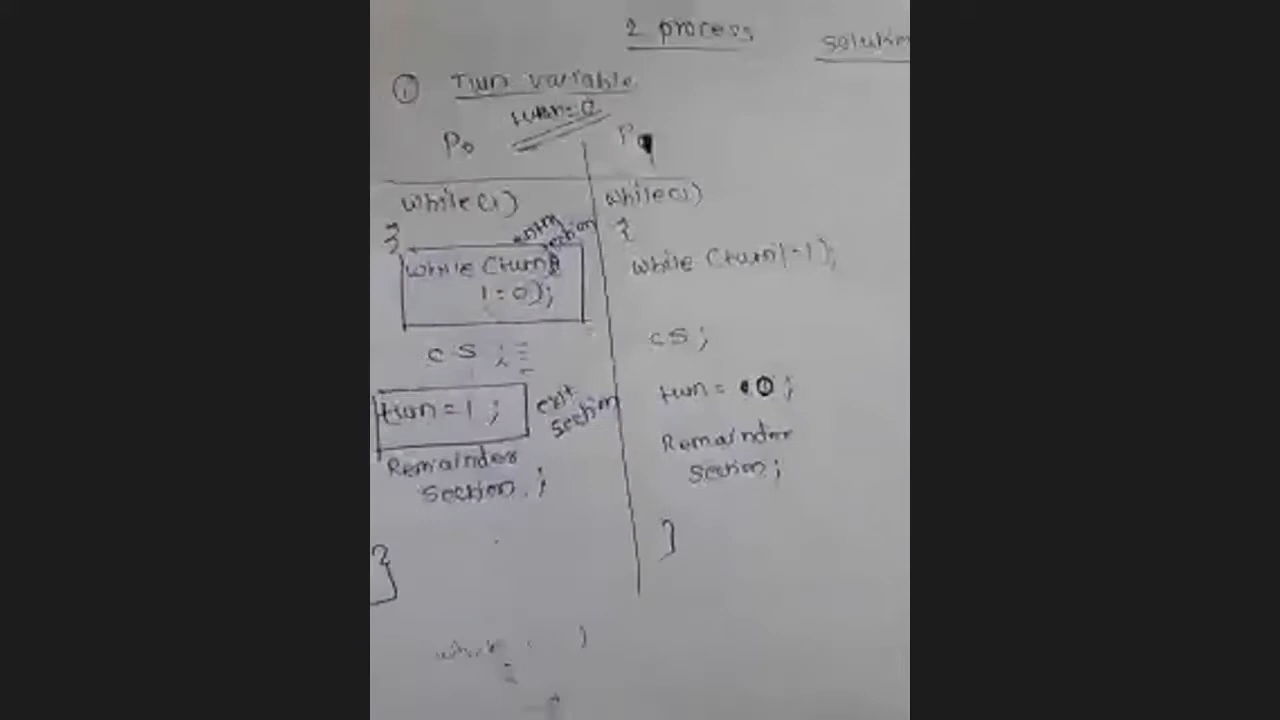 2 process solution
① Turn variable
turn=0
P0
while(1)
{
entry section
while (turn
!=0);
CS ;
turn=1 ;
exit section
Remainder
section ;
}
P1
while(1)
{
while (turn!=1);
CS ;
turn = 0 ;
Remainder
section ;
}
while ( )